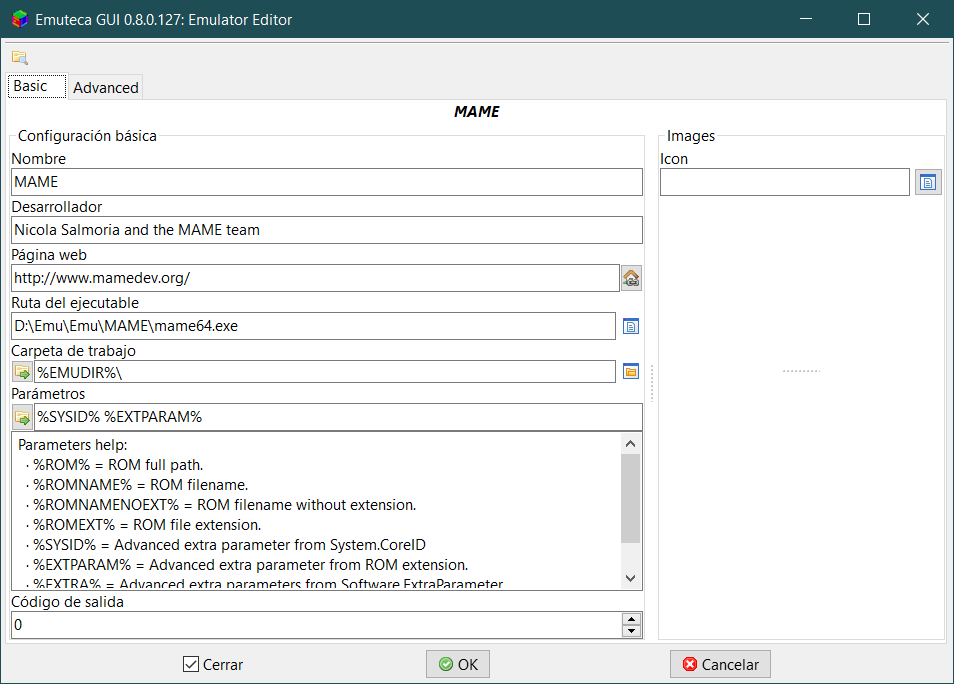 Emuteca GUI 0.8.0.127: Emulator Editor
Basic
Advanced
MAME
Configuración básica
Nombre
MAME
Desarrollador
Nicola Salmoria and the MAME team
Página web
http://www.mamedev.org/
Ruta del ejecutable
D:\Emu\Emu\MAME\mame64.exe
Carpeta de trabajo
%EMUDIR%\
Parámetros
%SYSID% %EXTPARAM%
Parameters help:
· %ROM% = ROM full path.
· %ROMNAME% = ROM filename.
· %ROMNAMENOEXT% = ROM filename without extension.
· %ROMEXT% = ROM file extension.
· %SYSID% = Advanced extra parameter from System.CoreID
· %EXTPARAM% = Advanced extra parameter from ROM extension.
· %EXTRA% = Advanced extra parameters from Software.ExtraParameter
Código de salida
0
Images
Icon
Cerrar
OK
Cancelar